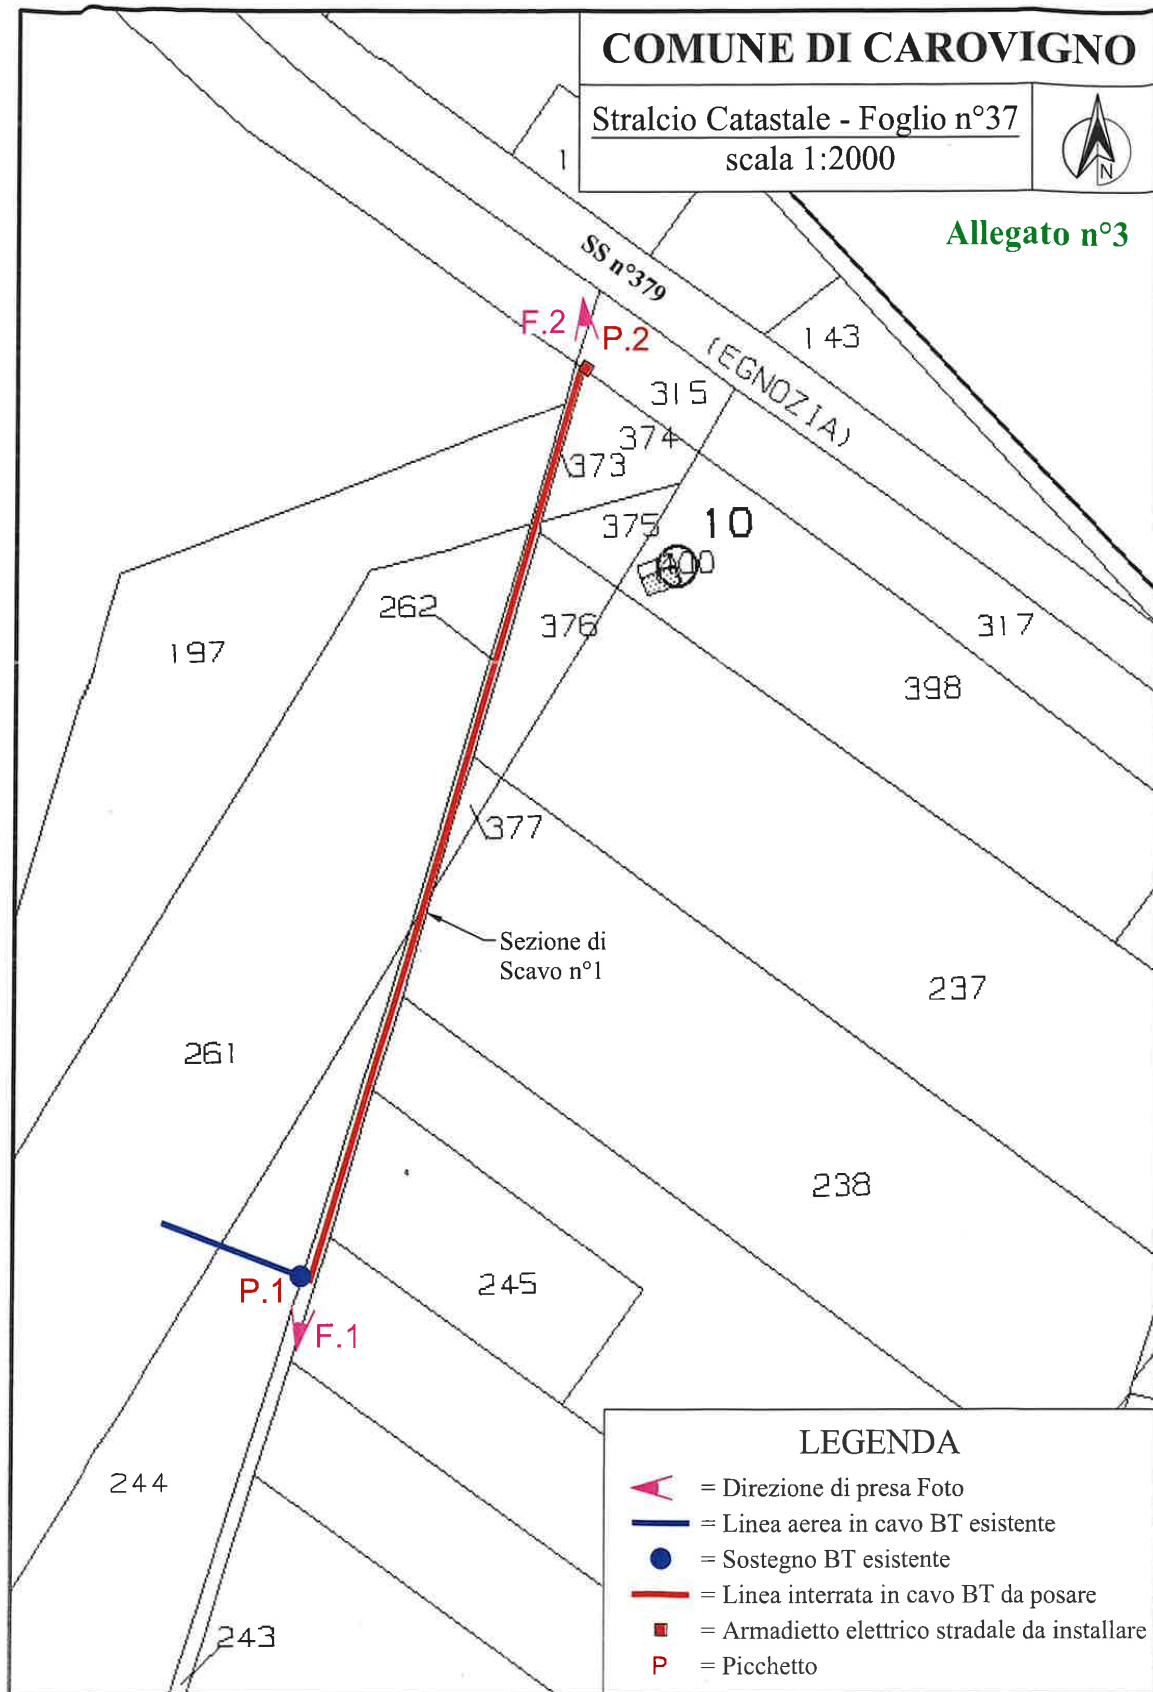 COMUNE DI CAROVIGNO
Stralcio Catastale - Foglio n°37
scala 1:2000
N
Allegato n°3
1
SS n°379
F.2
P.2
143
(EGNOZIA)
315
374
373
375
10
262
376
197
317
398
377
Sezione di
Scavo n°1
237
261
238
P.1
245
F.1
244
243
LEGENDA
= Direzione di presa Foto
= Linea aerea in cavo BT esistente
= Sostegno BT esistente
= Linea interrata in cavo BT da posare
= Armadietto elettrico stradale da installare
P = Picchetto